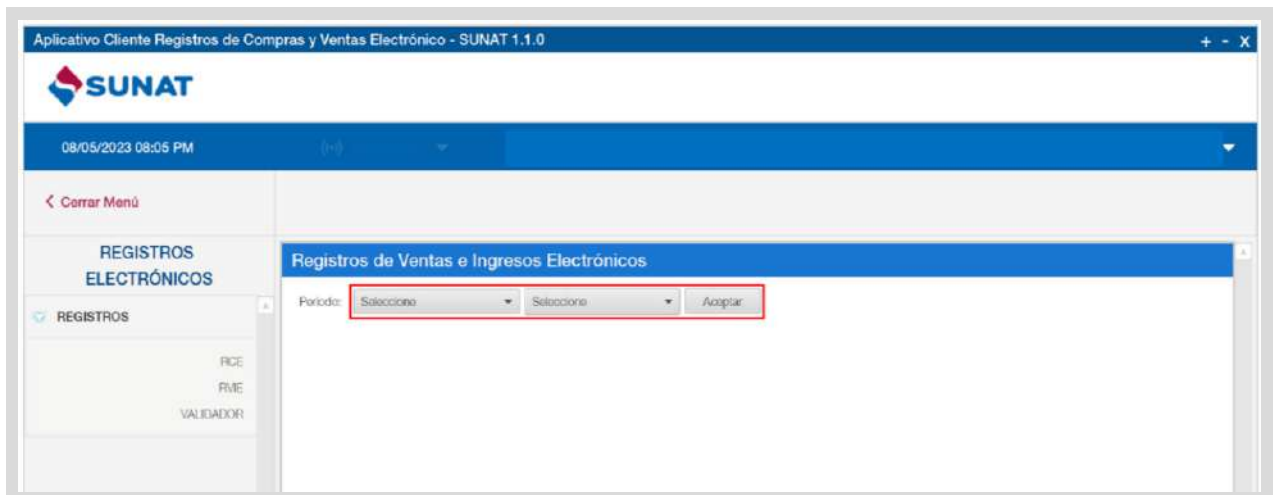 Aplicativo Cliente Registros de Compras y Ventas Electrónico - SUNAT 1.1.0 + - x
SUNAT
08/05/2023 08:05 PM
Cerrar Menú
REGISTROS
ELECTRÓNICOS
Registros de Ventas e Ingresos Electrónicos
Periodo: Seleccione Seleccione Aceptar
REGISTROS
RCE
RVIE
VALIDADOR